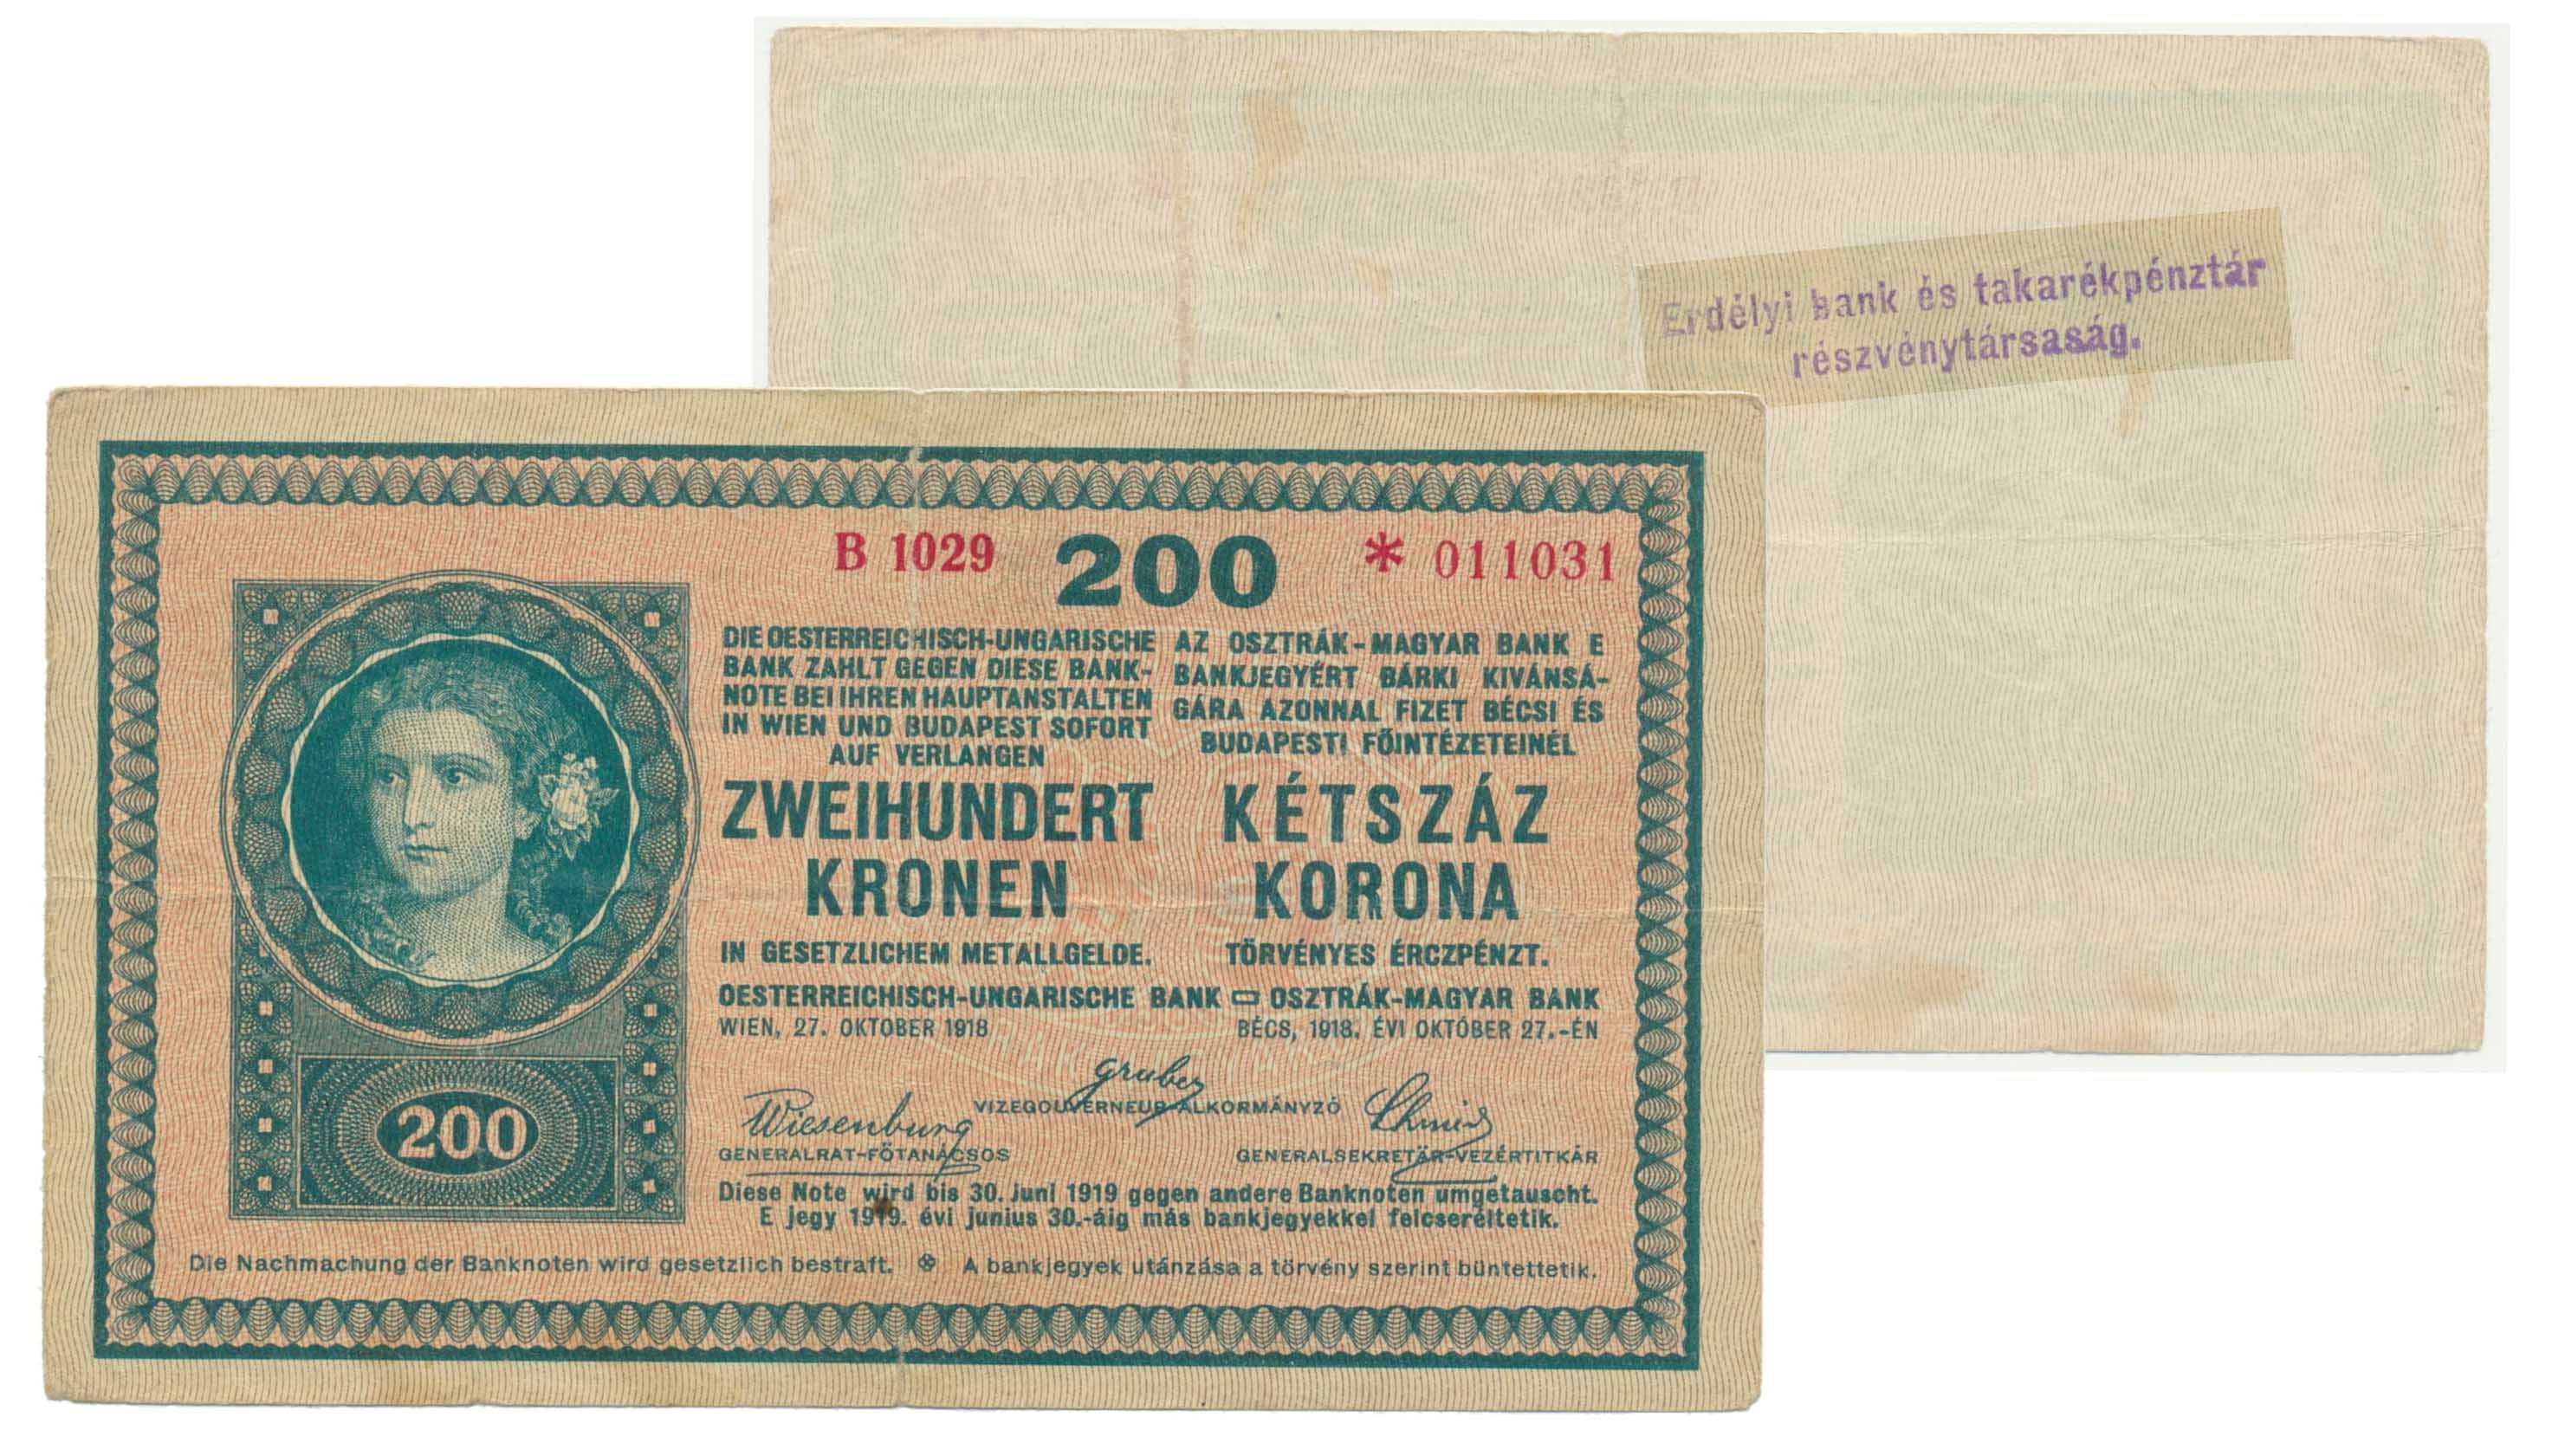 Erdélyi bank és takarékpénztár
részvénytársaság.
B 1029 200 * 011031
DIE OESTERREICHISCH-UNGARISCHE
BANK ZAHLT GEGEN DIESE BANK-
NOTE BEI IHREN HAUPTANSTALTEN
IN WIEN UND BUDAPEST SOFORT
AUF VERLANGEN
ZWEIHUNDERT
KRONEN
IN GESETZLICHEM METALLGELDE.
AZ OSZTRÁK-MAGYAR BANK E
BANKJEGYÉRT BÁRKI KIVÁNSÁ-
GÁRA AZONNAL FIZET BÉCSI ÉS
BUDAPESTI FŐINTÉZETEINÉL
KÉTSZÁZ
KORONA
TÖRVÉNYES ÉRCZPÉNZT.
OESTERREICHISCH-UNGARISCHE BANK OSZTRÁK-MAGYAR BANK
WIEN, 27. OKTOBER 1918
BÉCS, 1918. ÉVI OKTÓBER 27.-ÉN
Gruber
VIZEGOUVERNEUR-ALKORMÁNYZÓ
Wiesenburg
GENERALRAT-FŐTANÁCSOS
Schmid
GENERALSEKRETÄR-VEZÉRTITKÁR
Diese Note wird bis 30. Juni 1919 gegen andere Banknoten umgetauscht.
E jegy 1919. évi junius 30.-áig más bankjegyekkel felcseréltetik.
200
Die Nachmachung der Banknoten wird gesetzlich bestraft. A bankjegyek utánzása a törvény szerint büntettetik.